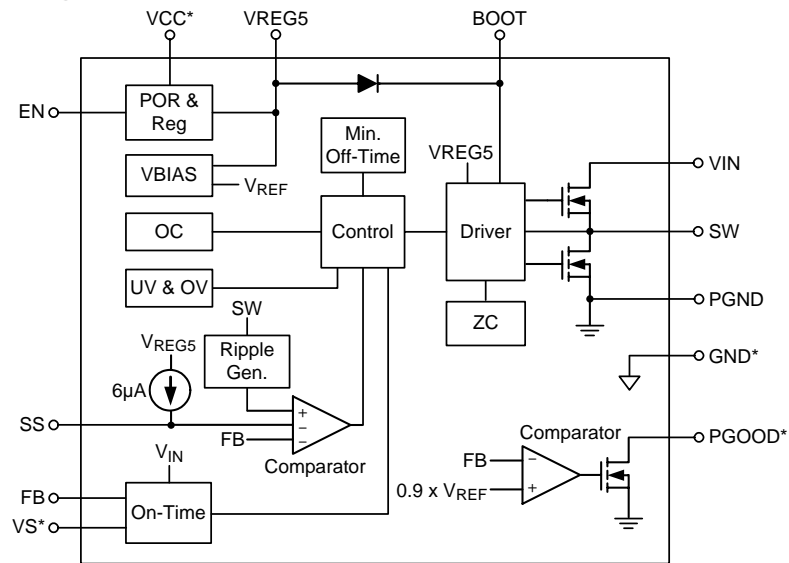 VCC*
VREG5
BOOT
EN
POR &
Reg
Min.
Off-Time
VREG5
VIN
VBIAS
VREF
OC
Control
Driver
SW
UV & OV
PGND
SW
ZC
VREG5
Ripple
Gen.
GND*
6µA
+
SS
−
FB
−
Comparator
Comparator
PGOOD*
FB
−
VIN
0.9 x VREF
+
FB
On-Time
VS*